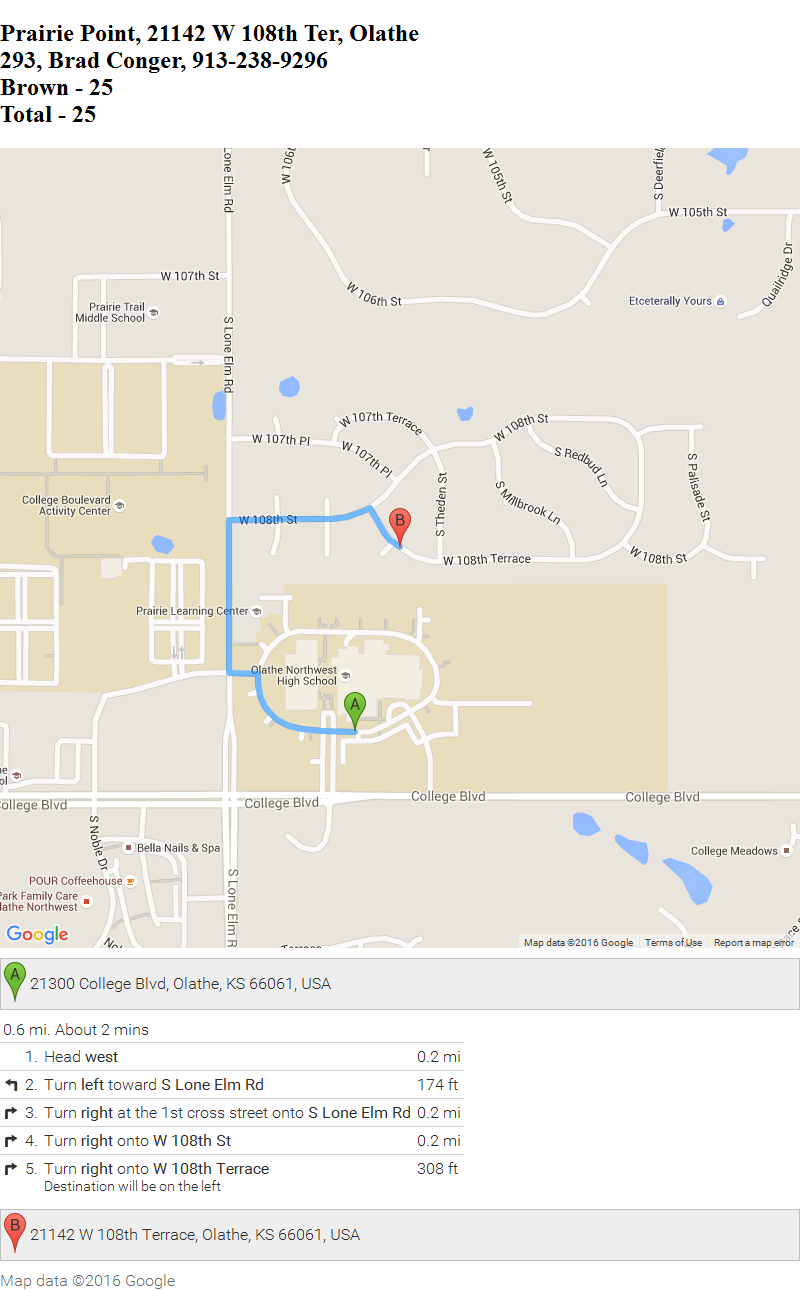 Prairie Point, 21142 W 108th Ter, Olathe
293, Brad Conger, 913-238-9296
Brown - 25
Total - 25
Lone Elm Rd
W 106t
W 105th St
S Deerfiel
W 105th St
W 107th St
Quailridge Dr
Prairie Trail
Middle School
W 106th St
Etceterally Yours
S Lone Elm Rd
W 107th Terrace
W 108th St
W 107th Pl
W 107th Pl
S Redbud Ln
S Palisade St
College Boulevard
Activity Center
S Millbrook Ln
S Theden St
W 108th St
B
W 108th Terrace
W 108th St
Prairie Learning Center
Olathe Northwest
High School
A
ne
ol
ollege Blvd
College Blvd
College Blvd
College Blvd
S Noble Dr
Bella Nails & Spa
College Meadows
POUR Coffeehouse
Park Family Care
lathe Northwest
S Lone Elm R
Google
No
Terrace
Map data ©2016 Google
Terms of Use
Report a map error
A 21300 College Blvd, Olathe, KS 66061, USA
0.6 mi. About 2 mins
1. Head west 0.2 mi
2. Turn left toward S Lone Elm Rd 174 ft
3. Turn right at the 1st cross street onto S Lone Elm Rd 0.2 mi
4. Turn right onto W 108th St 0.2 mi
5. Turn right onto W 108th Terrace 308 ft
Destination will be on the left
B 21142 W 108th Terrace, Olathe, KS 66061, USA
Map data ©2016 Google